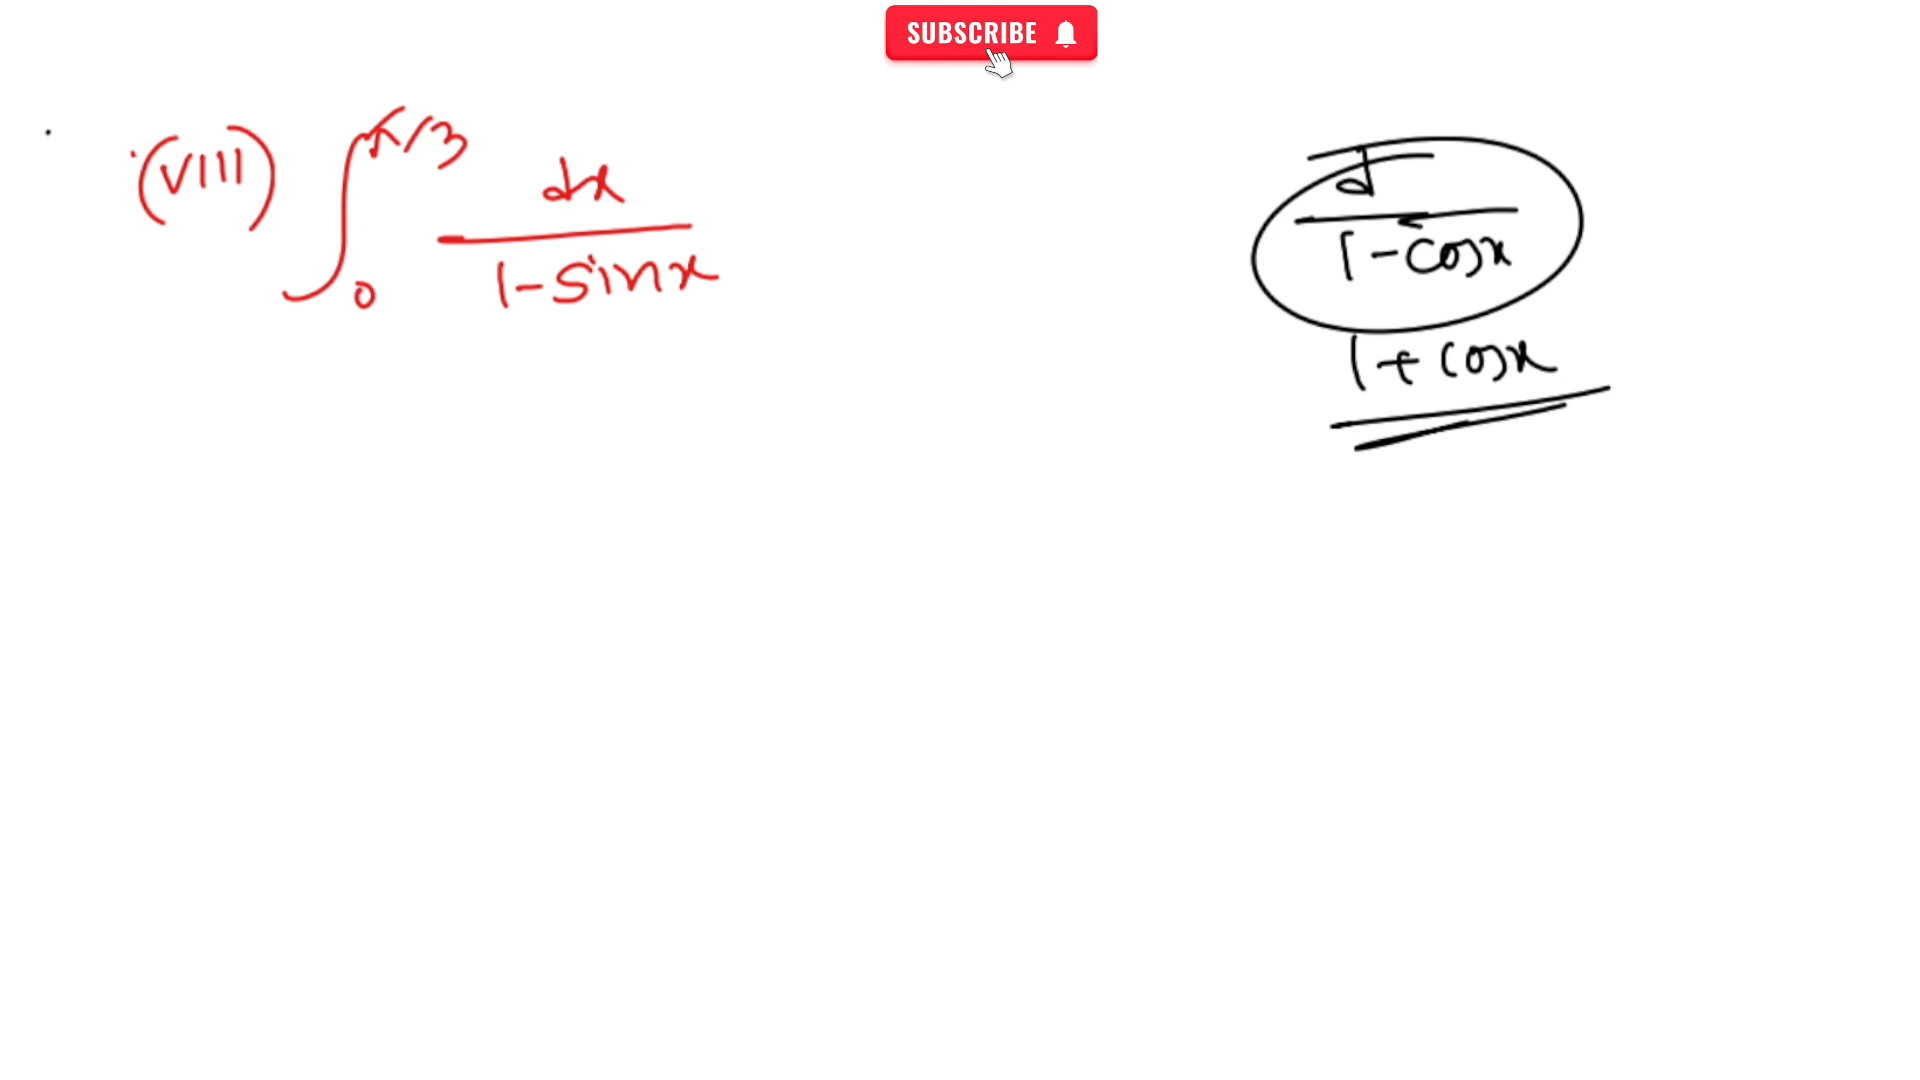 SUBSCRIBE
(viii) ∫₀^π/3 dx / 1-sinx
d / 1-cosx
1+cosx